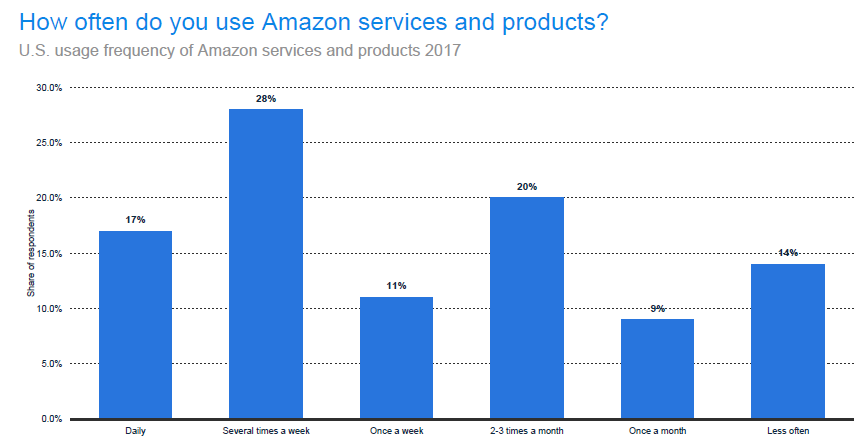 How often do you use Amazon services and products?
U.S. usage frequency of Amazon services and products 2017
Share of respondents
30.0%
25.0%
20.0%
15.0%
10.0%
5.0%
0.0%
17%
28%
11%
20%
9%
14%
Daily
Several times a week
Once a week
2-3 times a month
Once a month
Less often